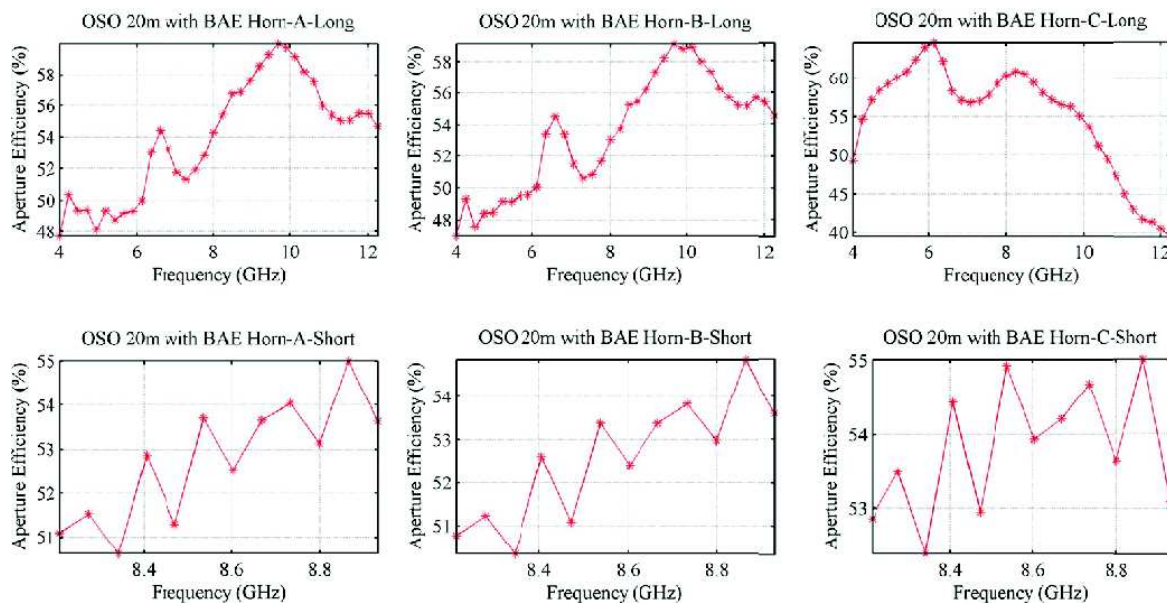 OSO 20m with BAE Horn-A-Long
Aperture Efficiency (%)
58
56
54
52
50
48
4 6 8 10 12
Frequency (GHz)
OSO 20m with BAE Horn-B-Long
Aperture Efficiency (%)
58
56
54
52
50
48
4 6 8 10 12
Frequency (GHz)
OSO 20m with BAE Horn-C-Long
Aperture Efficiency (%)
60
55
50
45
40
4 6 8 10 12
Frequency (GHz)
OSO 20m with BAE Horn-A-Short
Aperture Efficiency (%)
55
54
53
52
51
8.4 8.6 8.8
Frequency (GHz)
OSO 20m with BAE Horn-B-Short
Aperture Efficiency (%)
54
53
52
51
8.4 8.6 8.8
Frequency (GHz)
OSO 20m with BAE Horn-C-Short
Aperture Efficiency (%)
55
54
53
8.4 8.6 8.8
Frequency (GHz)